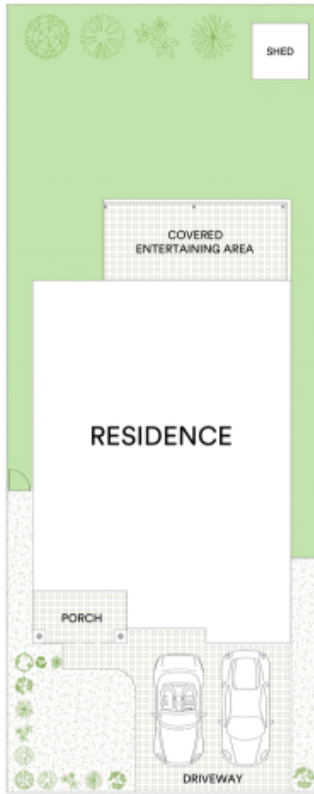 SHED
COVERED
ENTERTAINING AREA
RESIDENCE
PORCH
DRIVEWAY